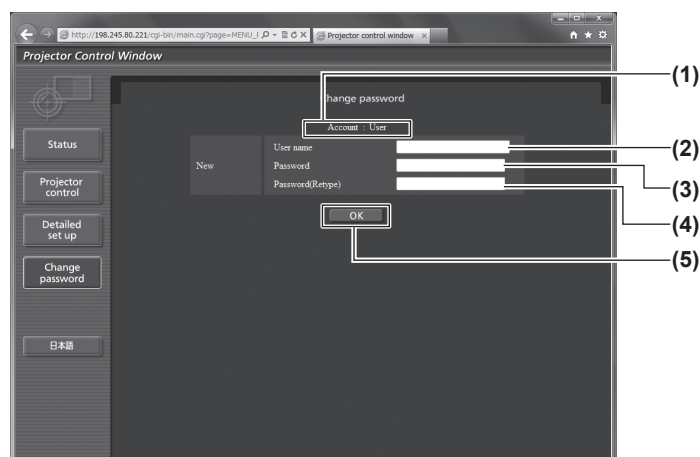 http://198.245.80.221/cgi-bin/main.cgi?page=MENU_
Projector control window
Projector Control Window
Change password
(1)
Account : User
Status
New
User name
(2)
Password
(3)
Password(Retype)
(4)
Projector
control
OK
(5)
Detailed
set up
Change
password
日本語